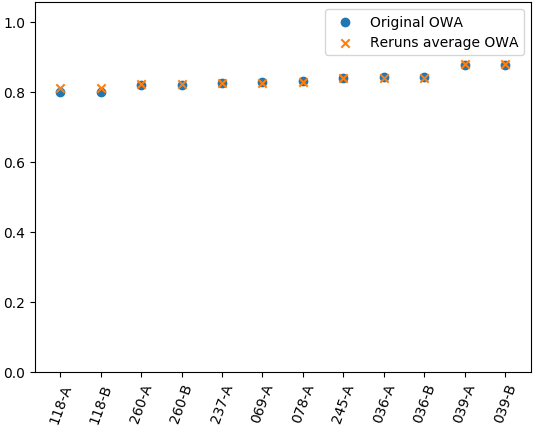 Original OWA
Reruns average OWA
1.0
0.8
0.6
0.4
0.2
0.0
118-A
118-B
260-A
260-B
237-A
069-A
078-A
245-A
036-A
036-B
039-A
039-B